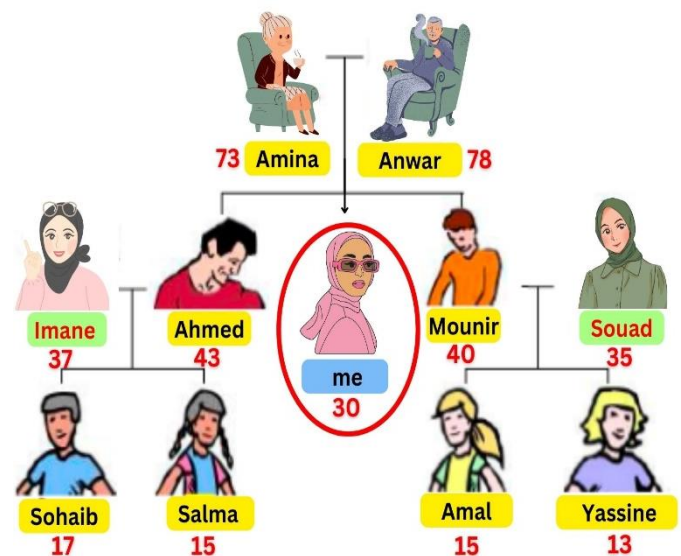 73 Amina Anwar 78
Imane Ahmed Mounir Souad
37 43 40 35
me
30
Sohaib Salma Amal Yassine
17 15 15 13